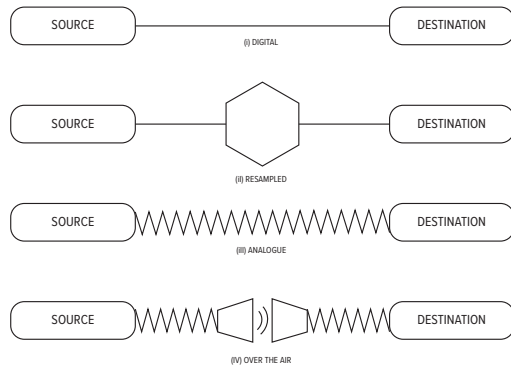 SOURCE DESTINATION
(i) DIGITAL
SOURCE DESTINATION
(ii) RESAMPLED
SOURCE DESTINATION
(iii) ANALOGUE
SOURCE DESTINATION
(iV) OVER THE AIR